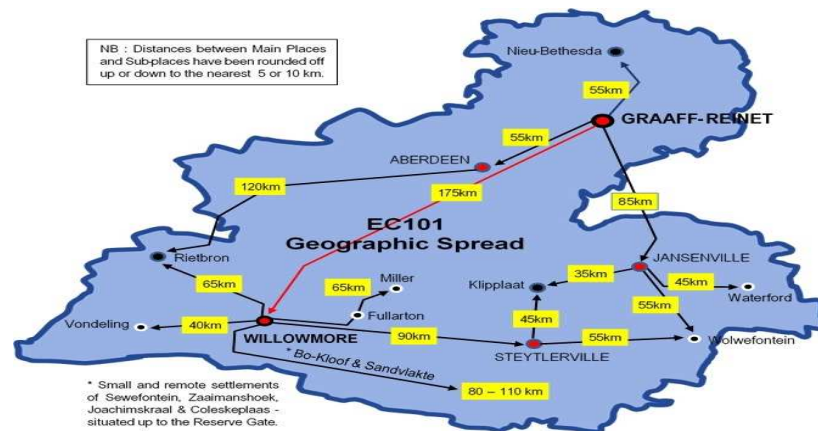 NB : Distances between Main Places
and Sub-places have been rounded off
up or down to the nearest 5 or 10 km.
Nieu-Bethesda
55km
GRAAFF-REINET
55km
ABERDEEN
120km
175km
85km
EC101
Geographic Spread
Rietbron
JANSENVILLE
65km
65km
Miller
Klipplaat
35km
45km
Waterford
Fullarton
55km
Vondeling
40km
WILLOWMORE
90km
45km
55km
Wolwefontein
STEYTLERVILLE
* Bo-Kloof & Sandvlakte
80 – 110 km
* Small and remote settlements
of Sewefontein, Zaaimanshoek,
Joachimskraal & Coleskeplaas -
situated up to the Reserve Gate.